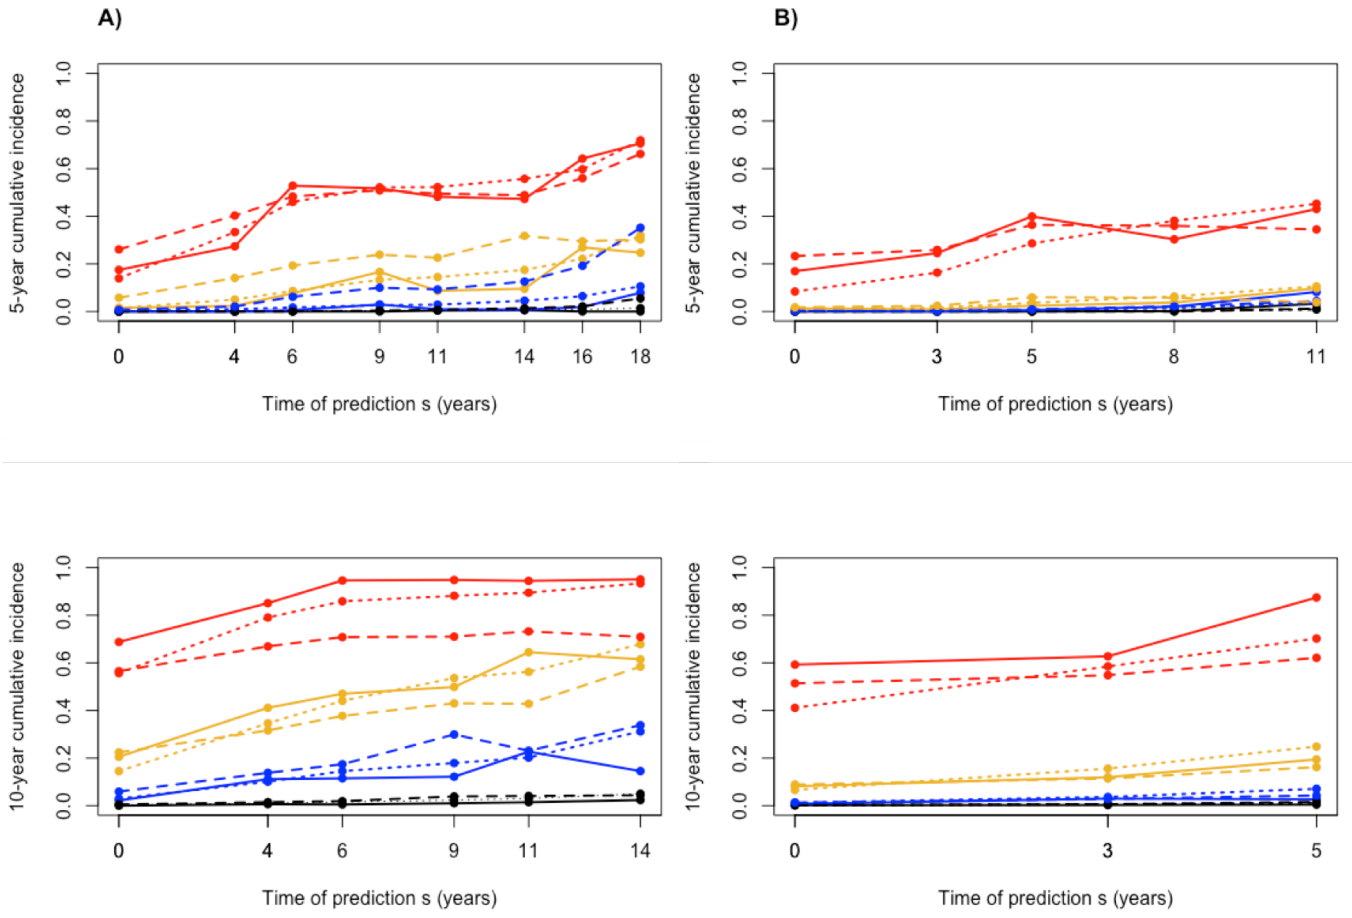 A)
5-year cumulative incidence
1.0
0.8
0.6
0.4
0.2
0.0
0 4 6 9 11 14 16 18
Time of prediction s (years)
B)
5-year cumulative incidence
1.0
0.8
0.6
0.4
0.2
0.0
0 3 5 8 11
Time of prediction s (years)
10-year cumulative incidence
1.0
0.8
0.6
0.4
0.2
0.0
0 4 6 9 11 14
Time of prediction s (years)
10-year cumulative incidence
1.0
0.8
0.6
0.4
0.2
0.0
0 3 5
Time of prediction s (years)